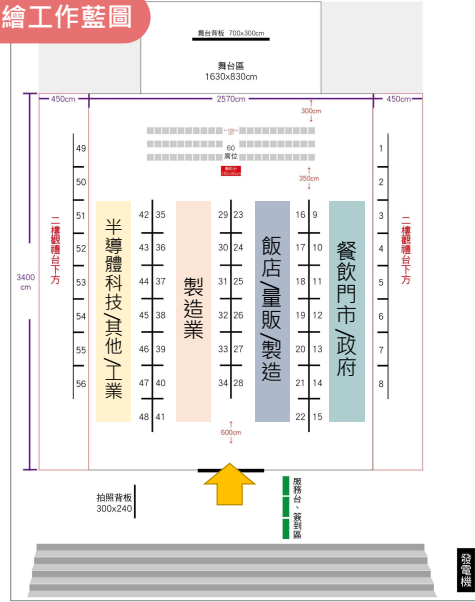 繪工作藍圖
舞台背板 700x300cm
舞台區
1630x830cm
450cm
2570cm
450cm
300cm
60
席位
350cm
49
50
51
52
53
54
55
56
二樓觀禮台下方
3400
cm
半導體科技/其他/工業
42 35
43 36
44 37
45 38
46 39
47 40
48 41
製造業
29 23
30 24
31 25
32 26
33 27
34 28
飯店/量販/製造
16 9
17 10
18 11
19 12
20 13
21 14
22 15
餐飲門市/政府
1
2
3
4
5
6
7
8
二樓觀禮台下方
600cm
拍照背板
300x240
服務台、簽到區
發電機